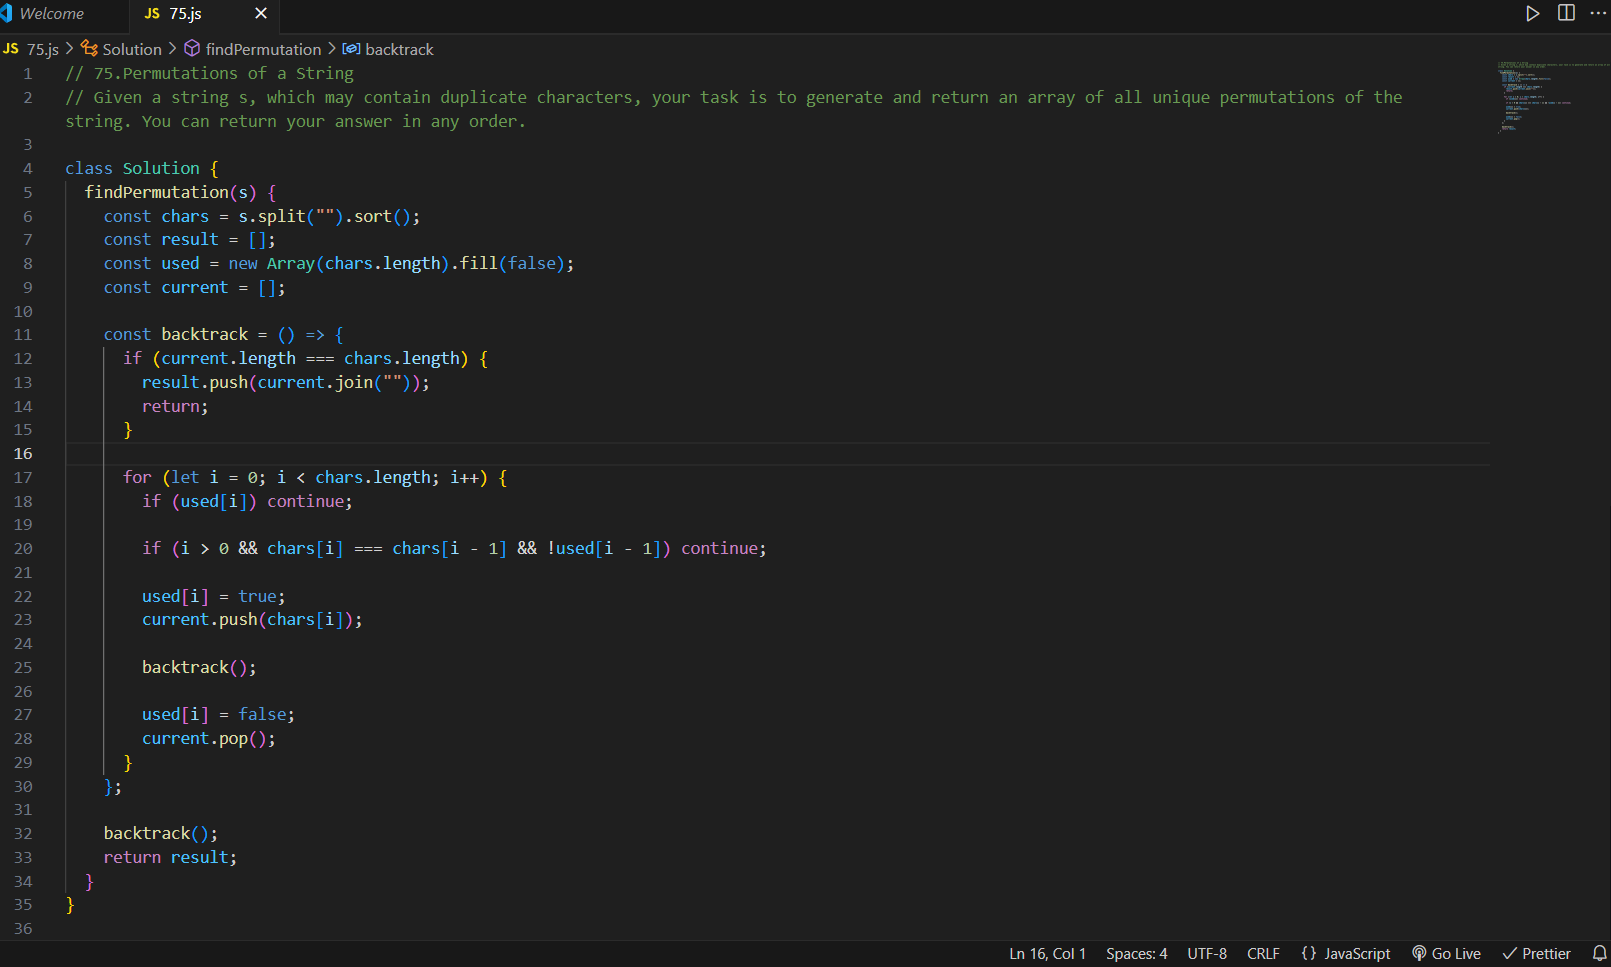 Welcome JS 75.js ×
JS 75.js > Solution > findPermutation > backtrack
1 // 75.Permutations of a String
2 // Given a string s, which may contain duplicate characters, your task is to generate and return an array of all unique permutations of the
string. You can return your answer in any order.
3
4 class Solution {
5   findPermutation(s) {
6     const chars = s.split("").sort();
7     const result = [];
8     const used = new Array(chars.length).fill(false);
9     const current = [];
10
11     const backtrack = () => {
12       if (current.length === chars.length) {
13         result.push(current.join(""));
14         return;
15       }
16
17       for (let i = 0; i < chars.length; i++) {
18         if (used[i]) continue;
19
20         if (i > 0 && chars[i] === chars[i - 1] && !used[i - 1]) continue;
21
22         used[i] = true;
23         current.push(chars[i]);
24
25         backtrack();
26
27         used[i] = false;
28         current.pop();
29       }
30     };
31
32     backtrack();
33     return result;
34   }
35 }
36
Ln 16, Col 1 Spaces: 4 UTF-8 CRLF {} JavaScript Go Live Prettier